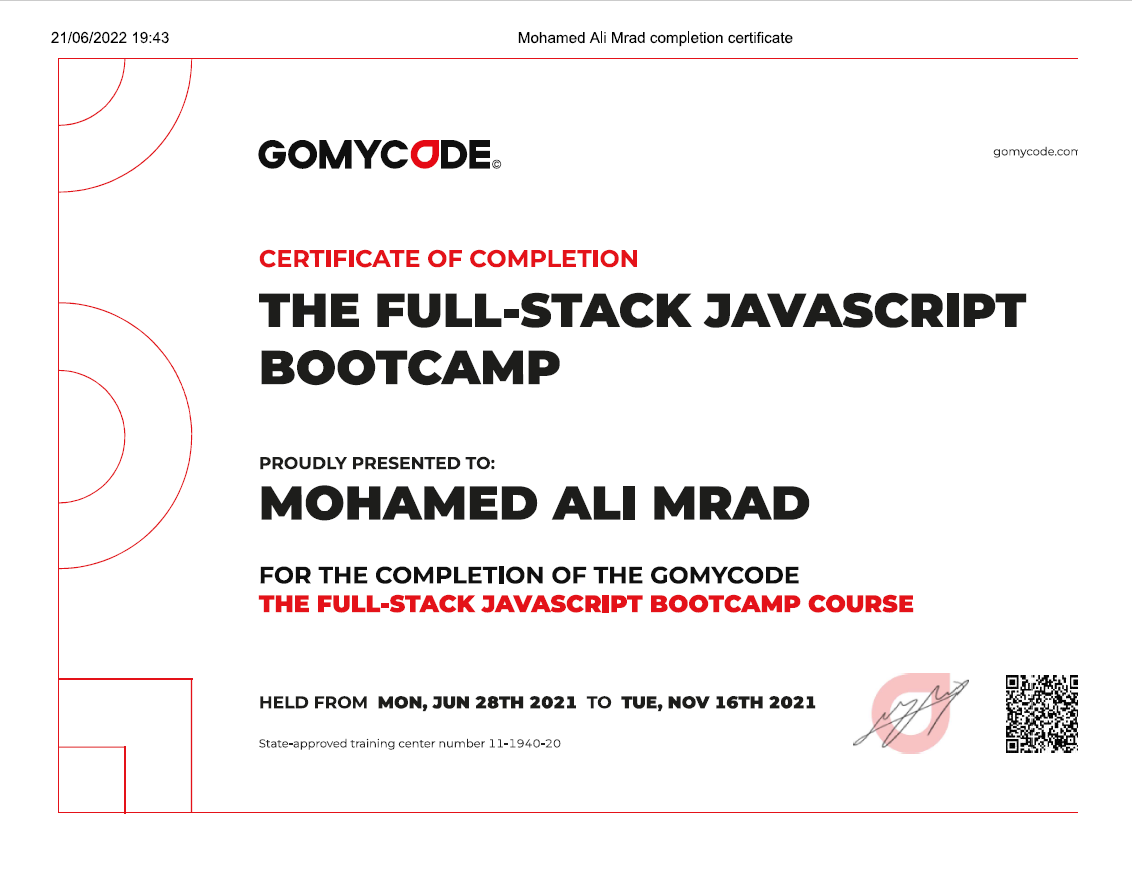 21/06/2022 19:43
Mohamed Ali Mrad completion certificate
GOMYCODE©
gomycode.com
CERTIFICATE OF COMPLETION
THE FULL-STACK JAVASCRIPT
BOOTCAMP
PROUDLY PRESENTED TO:
MOHAMED ALI MRAD
FOR THE COMPLETION OF THE GOMYCODE
THE FULL-STACK JAVASCRIPT BOOTCAMP COURSE
HELD FROM MON, JUN 28TH 2021 TO TUE, NOV 16TH 2021
State-approved training center number 11-1940-20